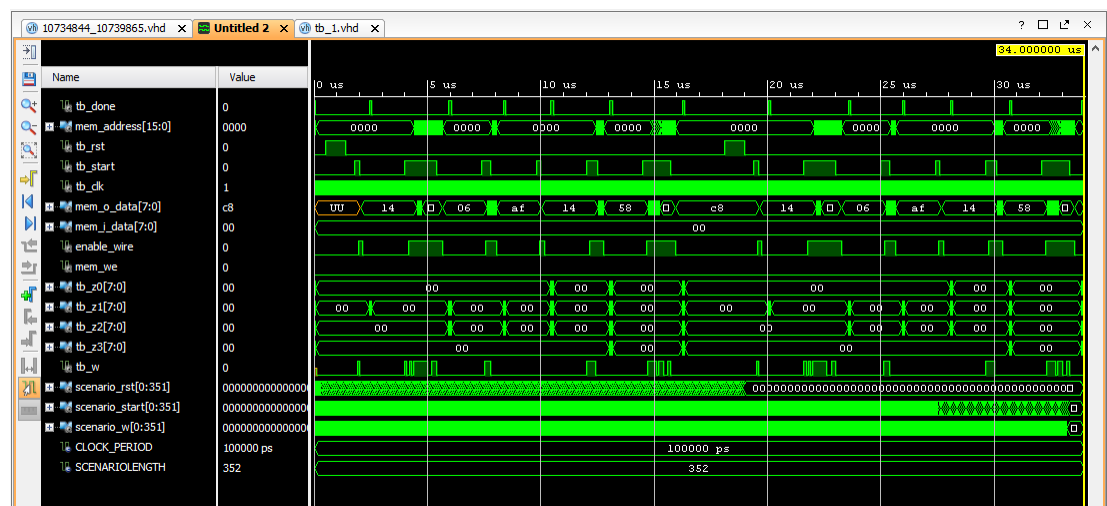 10734844_10739865.vhd × Untitled 2 × tb_1.vhd × ?
34.000000 us
Name Value
0 us 5 us 10 us 15 us 20 us 25 us 30 us
tb_done 0
mem_address[15:0] 0000 0000 0000 0000 0000 0000 0000 0000 0000
tb_rst 0
tb_start 0
tb_clk 1
mem_o_data[7:0] c8 UU 14 06 af 14 58 c8 14 06 af 14 58
mem_i_data[7:0] 00 00
enable_wire 0
mem_we 0
tb_z0[7:0] 00 00 00 00 00 00 00
tb_z1[7:0] 00 00 00 00 00 00 00 00 00 00 00 00 00
tb_z2[7:0] 00 00 00 00 00 00 00 00 00 00 00
tb_z3[7:0] 00 00 00 00 00
tb_w 0
scenario_rst[0:351]
scenario_start[0:351]
scenario_w[0:351]
CLOCK_PERIOD 100000 ps 100000 ps
SCENARIOLENGTH 352 352